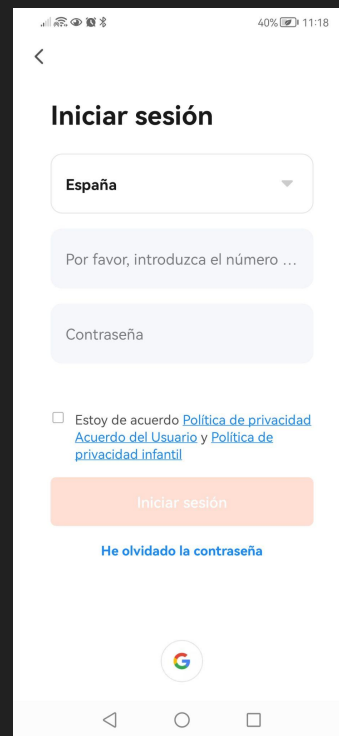 40% 11:18
Iniciar sesión
España
Por favor, introduzca el número ...
Contraseña
Estoy de acuerdo Política de privacidad
Acuerdo del Usuario y Política de
privacidad infantil
Iniciar sesión
He olvidado la contraseña